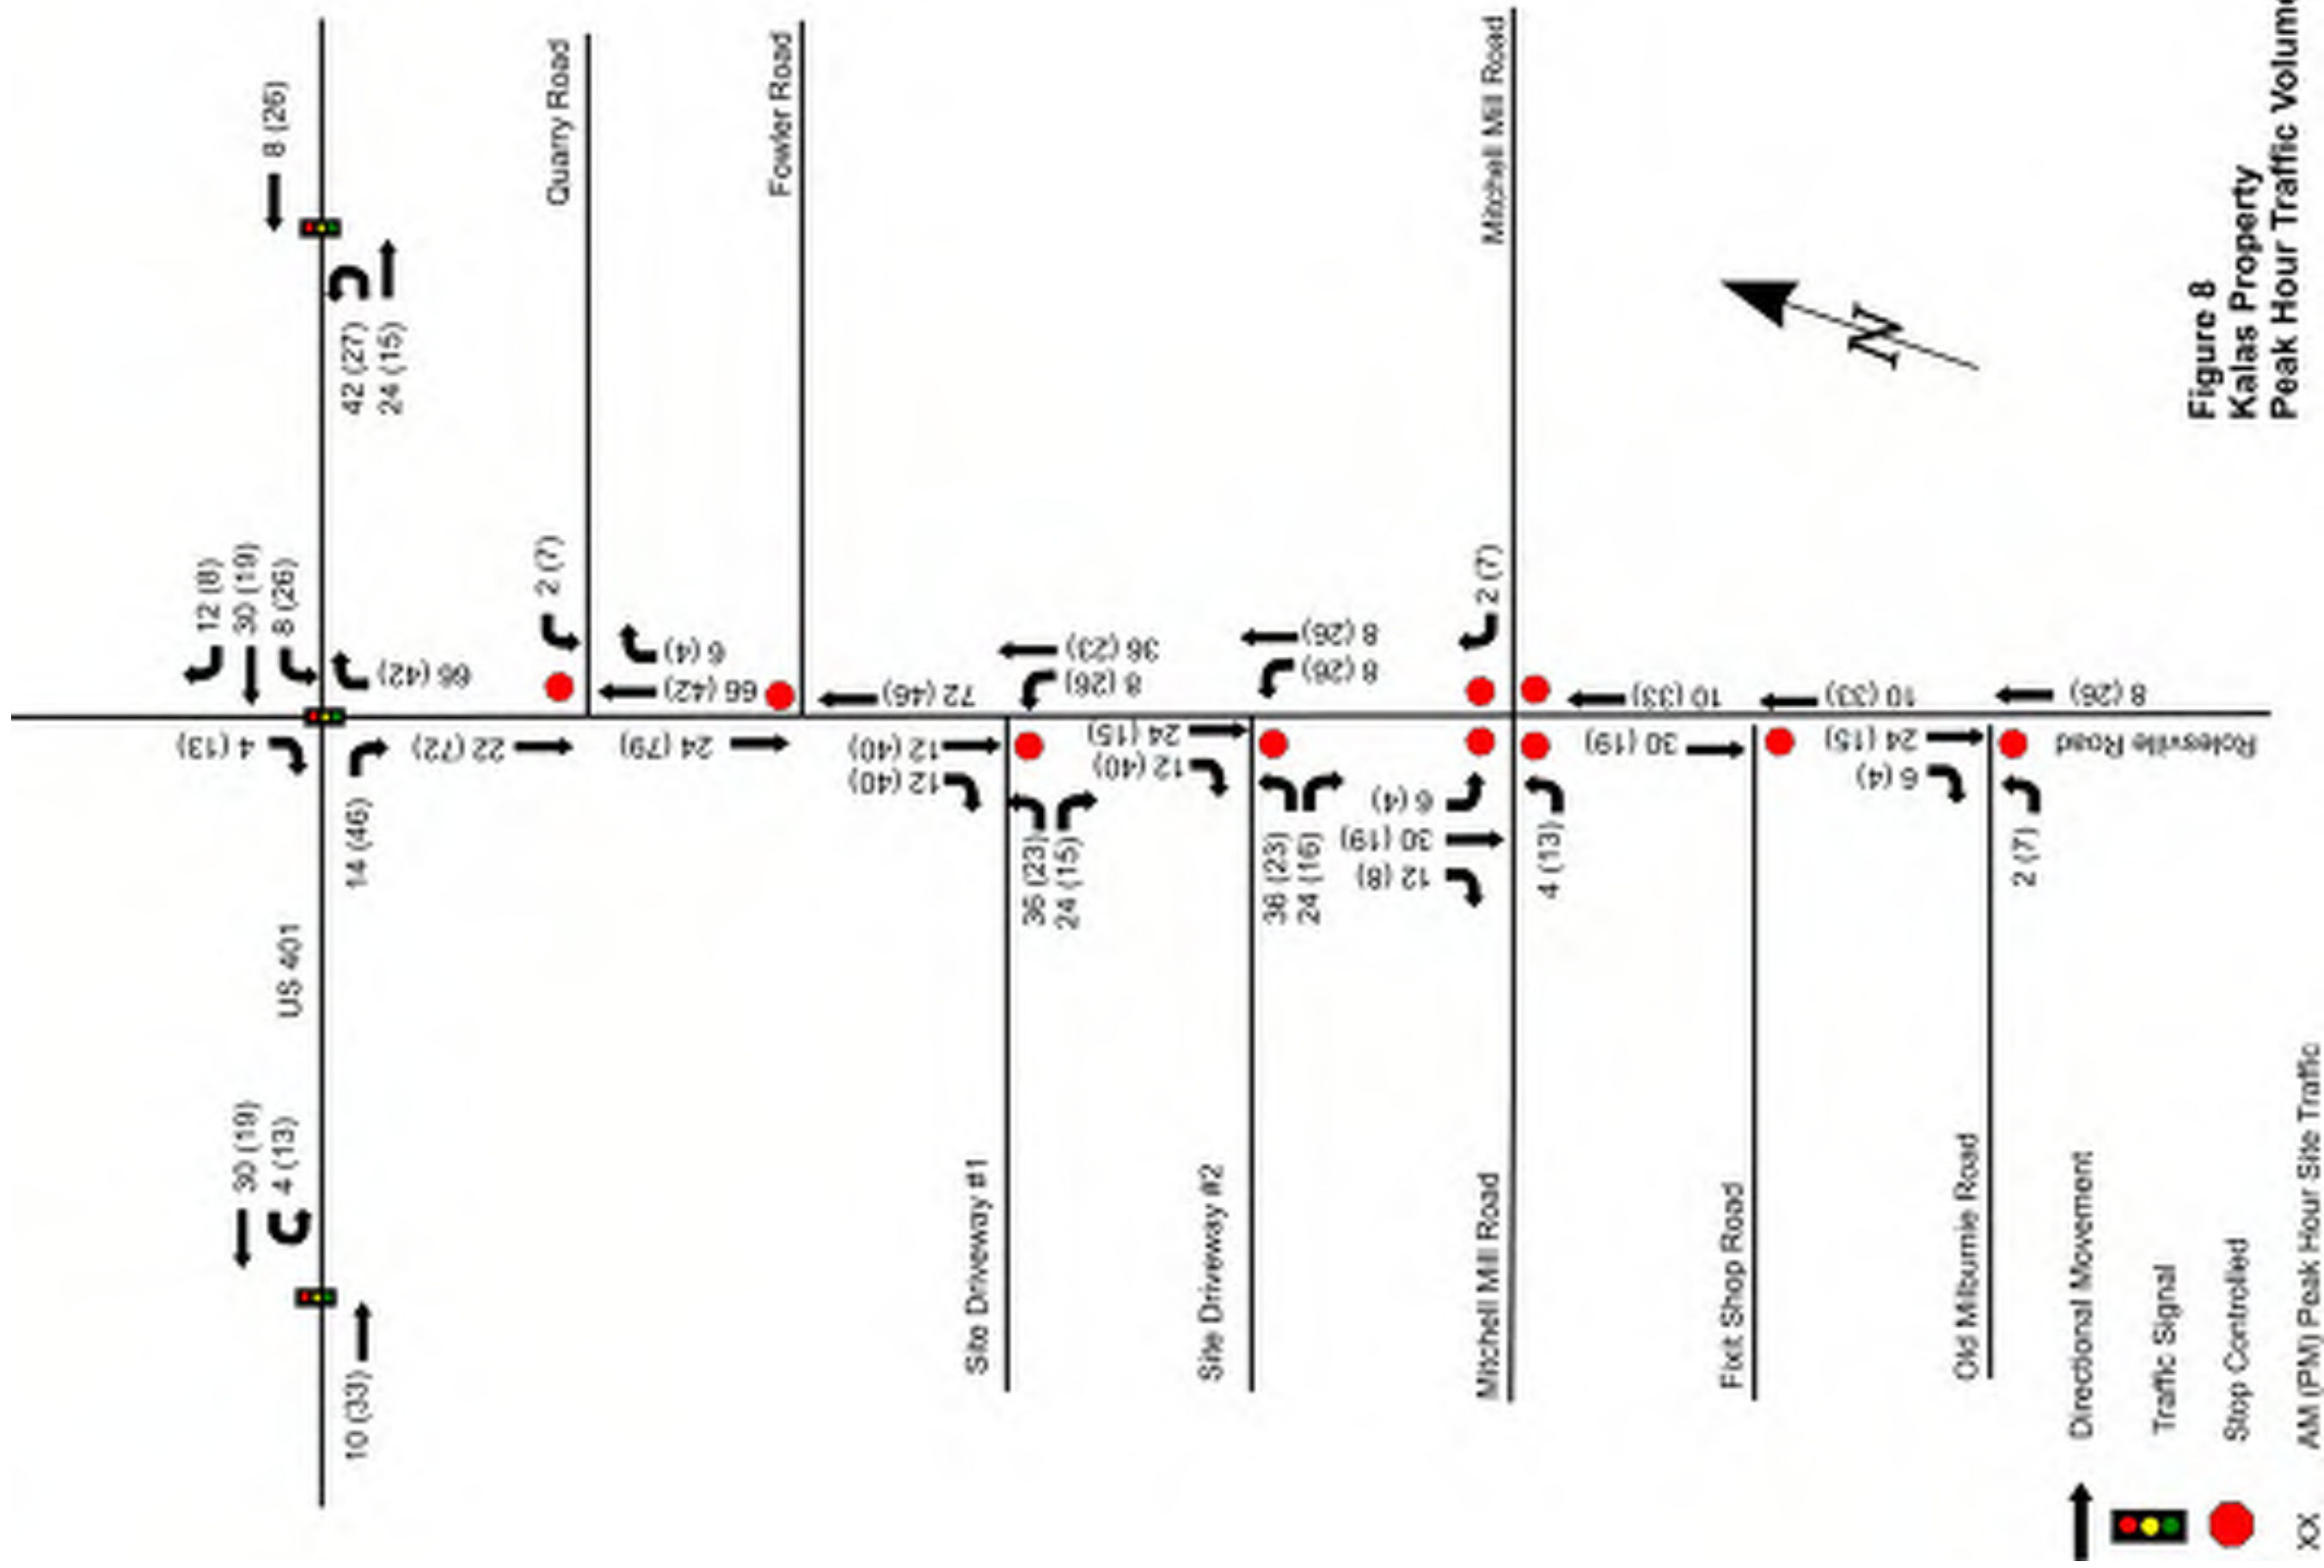 8 (26)
42 (27)
24 (15)
12 (8)
30 (19)
8 (26)
66 (42)
4 (13)
14 (46)
22 (72)
US 401
30 (19)
4 (13)
10 (33)
Quarry Road
2 (7)
6 (4)
66 (42)
24 (79)
Fowler Road
72 (46)
12 (40)
12 (40)
36 (23)
8 (26)
36 (23)
24 (15)
Site Driveway #1
24 (15)
12 (40)
8 (26)
8 (26)
36 (23)
24 (16)
Site Driveway #2
Mitchell Mill Road
2 (7)
6 (4)
30 (19)
12 (8)
4 (13)
Mitchell Mill Road
10 (33)
30 (19)
Fixit Shop Road
10 (33)
24 (15)
6 (4)
Old Milburnie Road
8 (26)
2 (7)
Rolesville Road
N
Directional Movement
Traffic Signal
Stop Controlled
XX AM (PM) Peak Hour Site Traffic
Figure 8
Kalas Property
Peak Hour Traffic Volume